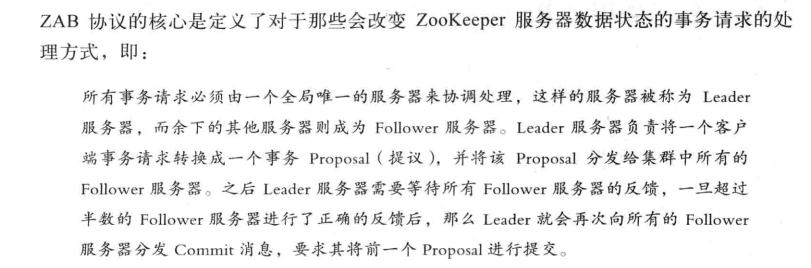 ZAB 协议的核心是定义了对于那些会改变 ZooKeeper 服务器数据状态的事务请求的处
理方式，即：
所有事务请求必须由一个全局唯一的服务器来协调处理，这样的服务器被称为 Leader
服务器，而余下的其他服务器则成为 Follower 服务器。Leader 服务器负责将一个客户
端事务请求转换成一个事务 Proposal（提议），并将该 Proposal 分发给集群中所有的
Follower 服务器。之后 Leader 服务器需要等待所有 Follower 服务器的反馈，一旦超过
半数的 Follower 服务器进行了正确的反馈后，那么 Leader 就会再次向所有的 Follower
服务器分发 Commit 消息，要求其将前一个 Proposal 进行提交。